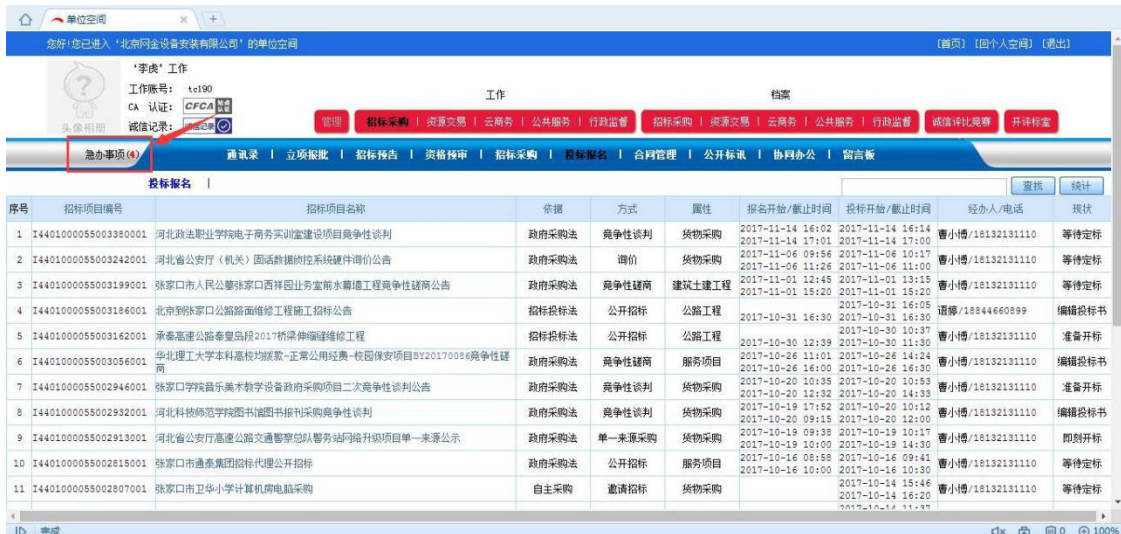 单位空间
您好!您已进入‘北京网金设备安装有限公司’的单位空间 [首页] [回个人空间] [退出]
‘李虎’工作
工作账号: tc190
CA 认证: CFCA
诚信记录:
头像相册
工作 档案
管理 招标采购 | 资源交易 | 云商务 | 公共服务 | 行政监督 招标采购 | 资源交易 | 云商务 | 公共服务 | 行政监督 诚信评比竞赛 开评标室
急办事项(4) 通讯录 | 立项报批 | 招标预告 | 资格预审 | 招标采购 | 投标报名 | 合同管理 | 公开标讯 | 协同办公 | 留言板
投标报名 | 查找 统计
序号 招标项目编号 招标项目名称 依据 方式 属性 报名开始/截止时间 投标开始/截止时间 经办人/电话 现状
1 I4401000055003380001 河北政法职业学院电子商务实训室建设项目竞争性谈判 政府采购法 竞争性谈判 货物采购 2017-11-14 16:02 2017-11-14 16:14 曹小博/18132131110 等待定标
2017-11-14 17:01 2017-11-14 17:00
2 I4401000055003242001 河北省公安厅(机关)固话数据侦控系统硬件询价公告 政府采购法 询价 货物采购 2017-11-06 09:56 2017-11-06 10:17 曹小博/18132131110 等待定标
2017-11-06 11:26 2017-11-06 11:00
3 I4401000055003199001 张家口市人民公墓张家口西祥园业务室前水幕墙工程竞争性磋商公告 政府采购法 竞争性磋商 建筑土建工程 2017-11-01 12:45 2017-11-01 13:15 曹小博/18132131110 等待定标
2017-11-01 15:20 2017-11-01 15:20
4 I4401000055003186001 北京到张家口公路路面维修工程施工招标公告 招标投标法 公开招标 公路工程 2017-10-31 16:05 语婷/18844660899 编辑投标书
2017-10-31 16:30 2017-10-31 16:30
5 I4401000055003162001 承秦高速公路秦皇岛段2017桥梁伸缩缝维修工程 招标投标法 公开招标 公路工程 2017-10-30 10:37 曹小博/18132131110 准备开标
2017-10-30 12:39 2017-10-30 11:30
6 I4401000055003056001 华北理工大学本科高校均拨款-正常公用经费-校园保安项目BY20170086竞争性磋商 政府采购法 竞争性磋商 服务项目 2017-10-26 11:01 2017-10-26 14:24 曹小博/18132131110 编辑投标书
2017-10-26 16:00 2017-10-26 16:30
7 I4401000055002946001 张家口学院音乐美术教学设备政府采购项目二次竞争性谈判公告 政府采购法 竞争性谈判 货物采购 2017-10-20 10:35 2017-10-20 10:53 曹小博/18132131110 准备开标
2017-10-20 12:32 2017-10-20 14:33
8 I4401000055002932001 河北科技师范学院图书馆图书报刊采购竞争性谈判 政府采购法 竞争性谈判 货物采购 2017-10-19 17:52 2017-10-20 10:12 曹小博/18132131110 编辑投标书
2017-10-20 09:15 2017-10-20 12:00
9 I4401000055002913001 河北省公安厅高速公路交通警察总队警务站网络升级项目单一来源公示 政府采购法 单一来源采购 货物采购 2017-10-19 09:38 2017-10-19 10:17 曹小博/18132131110 即刻开标
2017-10-19 10:00 2017-10-19 14:30
10 I4401000055002815001 张家口市通泰集团招标代理公开招标 政府采购法 公开招标 服务项目 2017-10-16 08:58 2017-10-16 09:41 曹小博/18132131110 等待定标
2017-10-16 10:00 2017-10-16 10:30
11 I4401000055002807001 张家口市卫华小学计算机房电脑采购 自主采购 邀请招标 货物采购 2017-10-14 15:46 曹小博/18132131110 等待定标
2017-10-14 16:20
2017-10-14 11:37
完成 0 100%